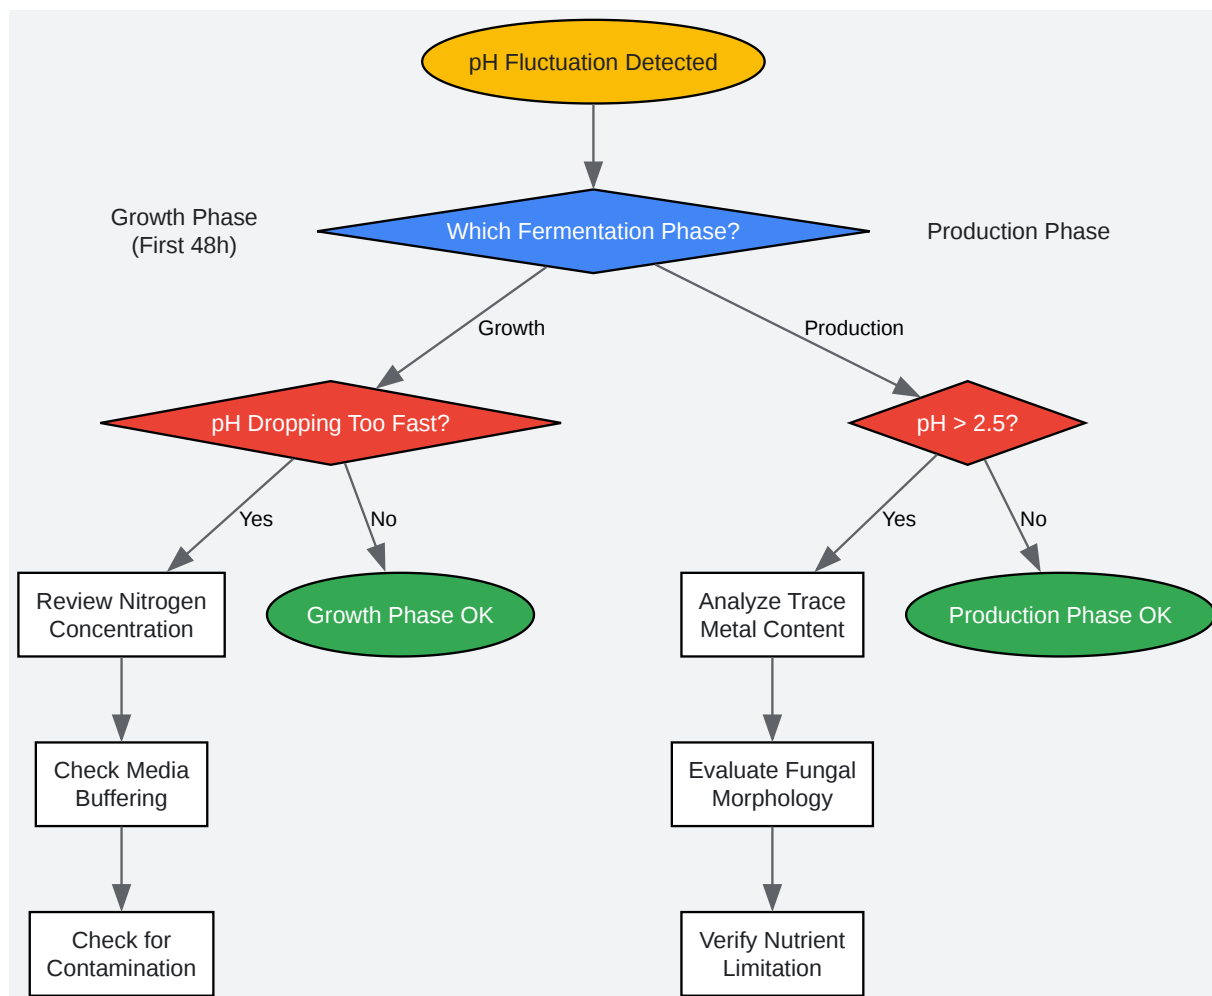 pH Fluctuation Detected
Growth Phase
(First 48h)
Which Fermentation Phase?
Production Phase
Growth
Production
pH Dropping Too Fast?
pH > 2.5?
Yes
No
Yes
No
Review Nitrogen
Concentration
Growth Phase OK
Analyze Trace
Metal Content
Production Phase OK
Check Media
Buffering
Evaluate Fungal
Morphology
Check for
Contamination
Verify Nutrient
Limitation